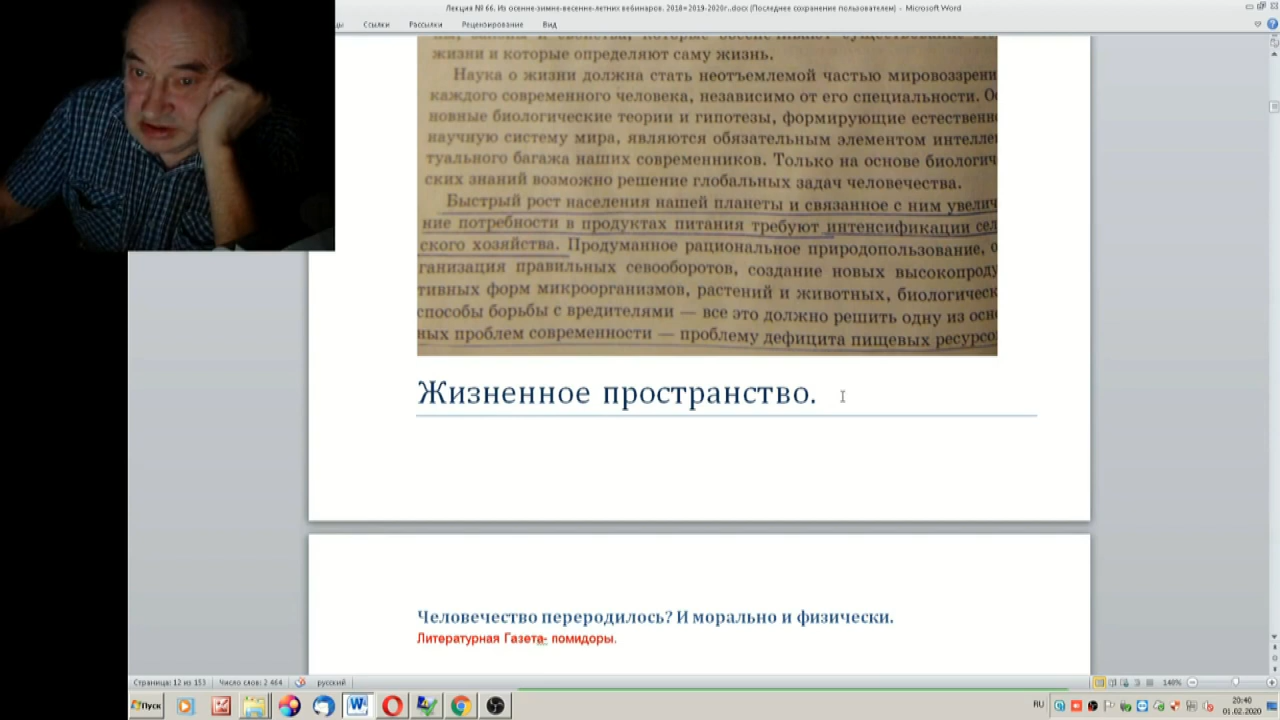 Лекция № 66. Из осенне-зимне-весенне-летних вебинаров. 2018=2019-2020г..docx (Последнее сохранение пользователем) - Microsoft Word
Ссылки Рассылки Рецензирование Вид
жизни и которые определяют саму жизнь.
Наука о жизни должна стать неотъемлемой частью мировоззрени
каждого современного человека, независимо от его специальности. Ос
новные биологические теории и гипотезы, формирующие естественн
научную систему мира, являются обязательным элементом интелле
туального багажа наших современников. Только на основе биологич
ских знаний возможно решение глобальных задач человечества.
Быстрый рост населения нашей планеты и связанное с ним увелич
ние потребности в продуктах питания требуют интенсификации сел
ского хозяйства. Продуманное рациональное природопользование, о
ганизация правильных севооборотов, создание новых высокопроду
тивных форм микроорганизмов, растений и животных, биологическ
способы борьбы с вредителями — все это должно решить одну из осн
ных проблем современности — проблему дефицита пищевых ресурсо
Жизненное пространство.
Человечество переродилось? И морально и физически.
Литературная Газета- помидоры.
Страница: 12 из 153 Число слов: 2 464 русский 140%
Пуск RU 20:40
01.02.2020